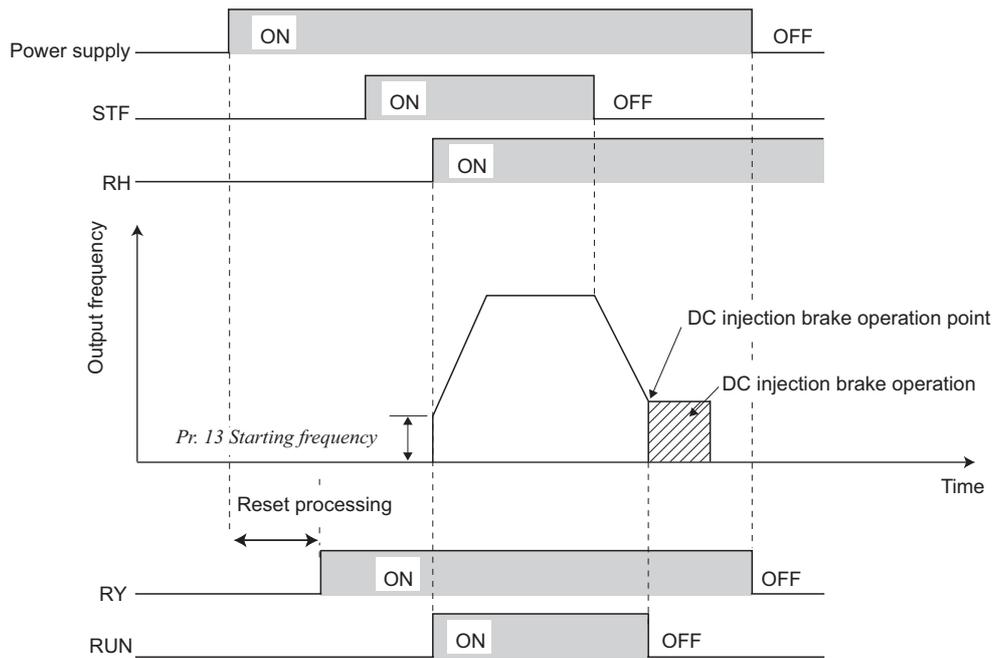 Power supply
ON
OFF
STF
ON
OFF
RH
ON
Output frequency
DC injection brake operation point
DC injection brake operation
Pr. 13 Starting frequency
Time
Reset processing
RY
ON
OFF
RUN
ON
OFF